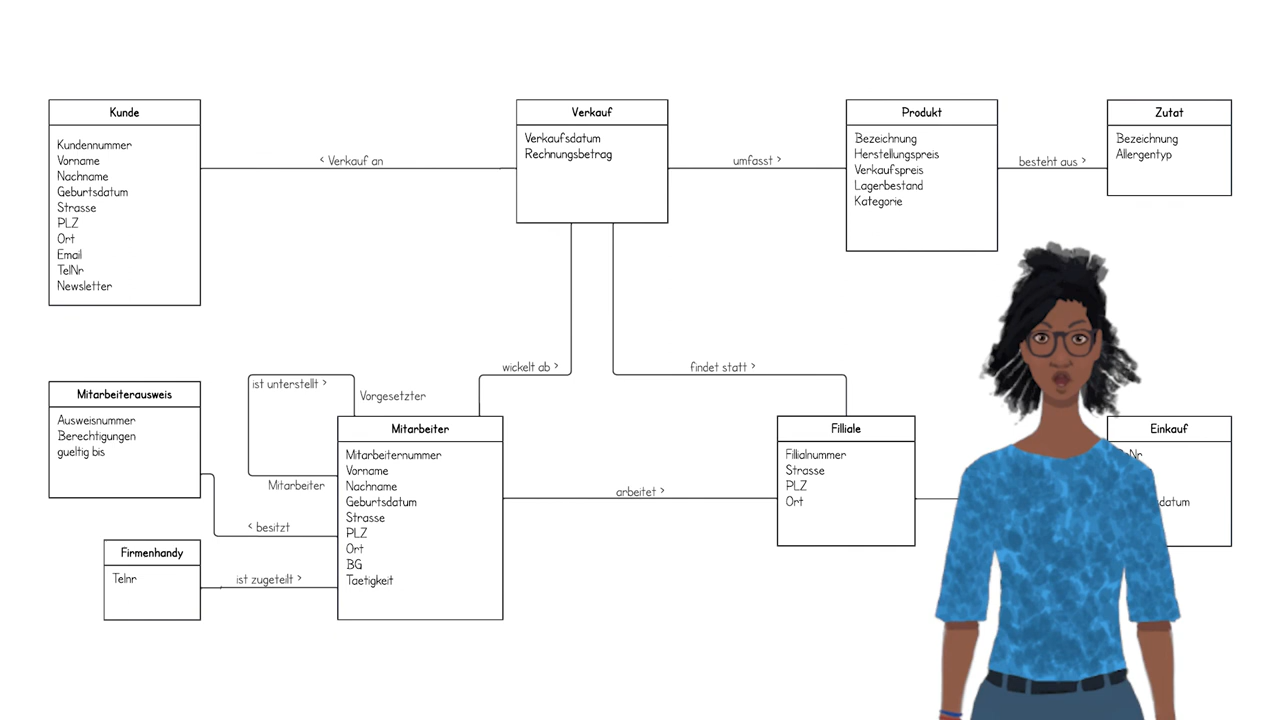 Kunde
Kundennummer
Vorname
Nachname
Geburtsdatum
Strasse
PLZ
Ort
Email
TelNr
Newsletter
< Verkauf an
Verkauf
Verkaufsdatum
Rechnungsbetrag
umfasst >
Produkt
Bezeichnung
Herstellungspreis
Verkaufspreis
Lagerbestand
Kategorie
besteht aus >
Zutat
Bezeichnung
Allergentyp
wickelt ab >
findet statt >
ist unterstellt >
Vorgesetzter
Mitarbeiter
Mitarbeiterausweis
Ausweisnummer
Berechtigungen
gueltig bis
< besitzt
Firmenhandy
Telnr
ist zugeteilt >
Mitarbeiter
Mitarbeiternummer
Vorname
Nachname
Geburtsdatum
Strasse
PLZ
Ort
BG
Taetigkeit
arbeitet >
Filliale
Fillialnummer
Strasse
PLZ
Ort
Einkauf
datum